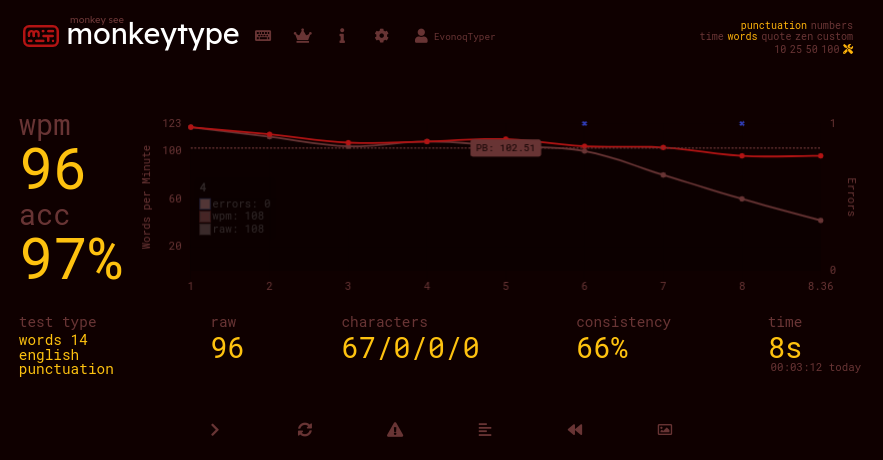 monkey see
monkeytype
EvonoqTyper
punctuation numbers
time words quote zen custom
10 25 50 100
wpm
96
acc
97%
Words per Minute
123
100
60
20
PB: 102.51
4
errors: 0
wpm: 108
raw: 108
1
0
Errors
1 2 3 4 5 6 7 8 8.36
test type
words 14
english
punctuation
raw
96
characters
67/0/0/0
consistency
66%
time
8s
00:03:12 today